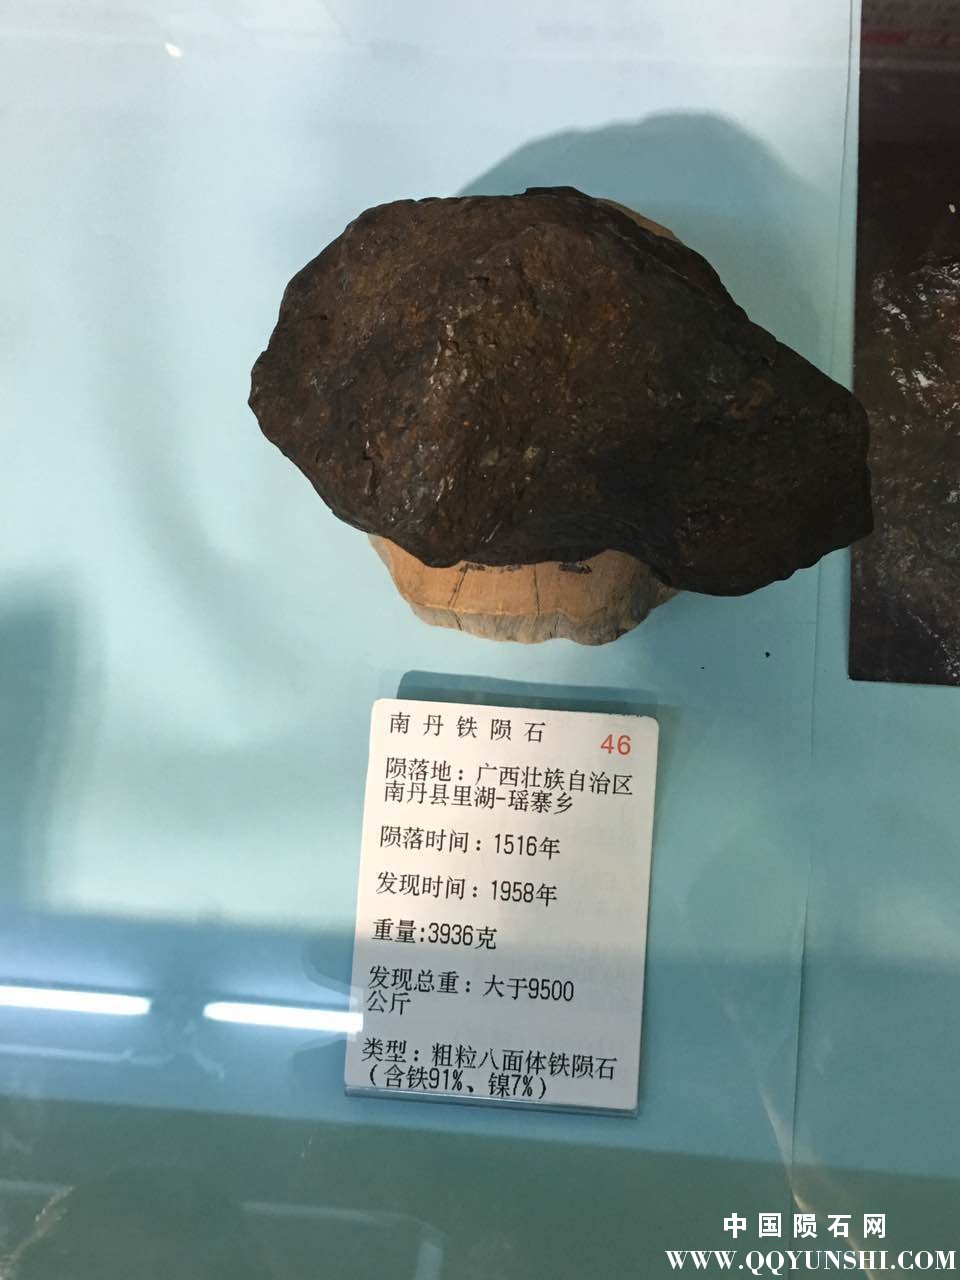 南丹铁陨石
46
陨落地：广西壮族自治区
南丹县里湖-瑶寨乡
陨落时间：1516年
发现时间：1958年
重量:3936克
发现总重：大于9500
公斤
类型：粗粒八面体铁陨石
(含铁91%、镍7%)
中国陨石网
WWW.QQYUNSHI.COM